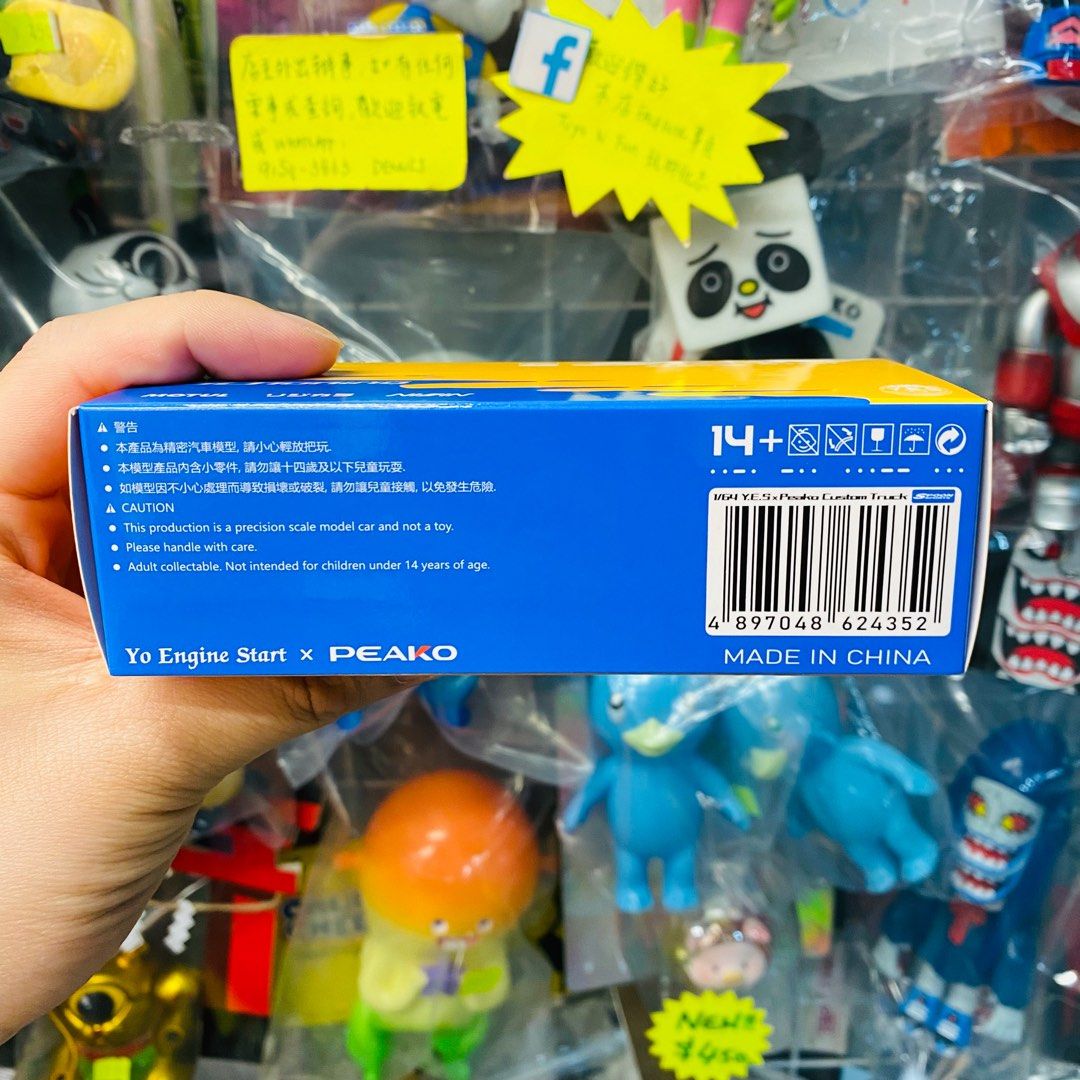 MOTUL
警告
本產品為精密汽車模型, 請小心輕放把玩.
本模型產品內含小零件, 請勿讓十四歲及以下兒童玩耍.
如模型因不小心處理而導致損壞或破裂, 請勿讓兒童接觸, 以免發生危險.
CAUTION
This production is a precision scale model car and not a toy.
Please handle with care.
Adult collectable. Not intended for children under 14 years of age.
Yo Engine Start × PEAKO
14+
1/64 Y.E.S x Peako Custom Truck SPOON
4 897048 624352
MADE IN CHINA
NEW!!